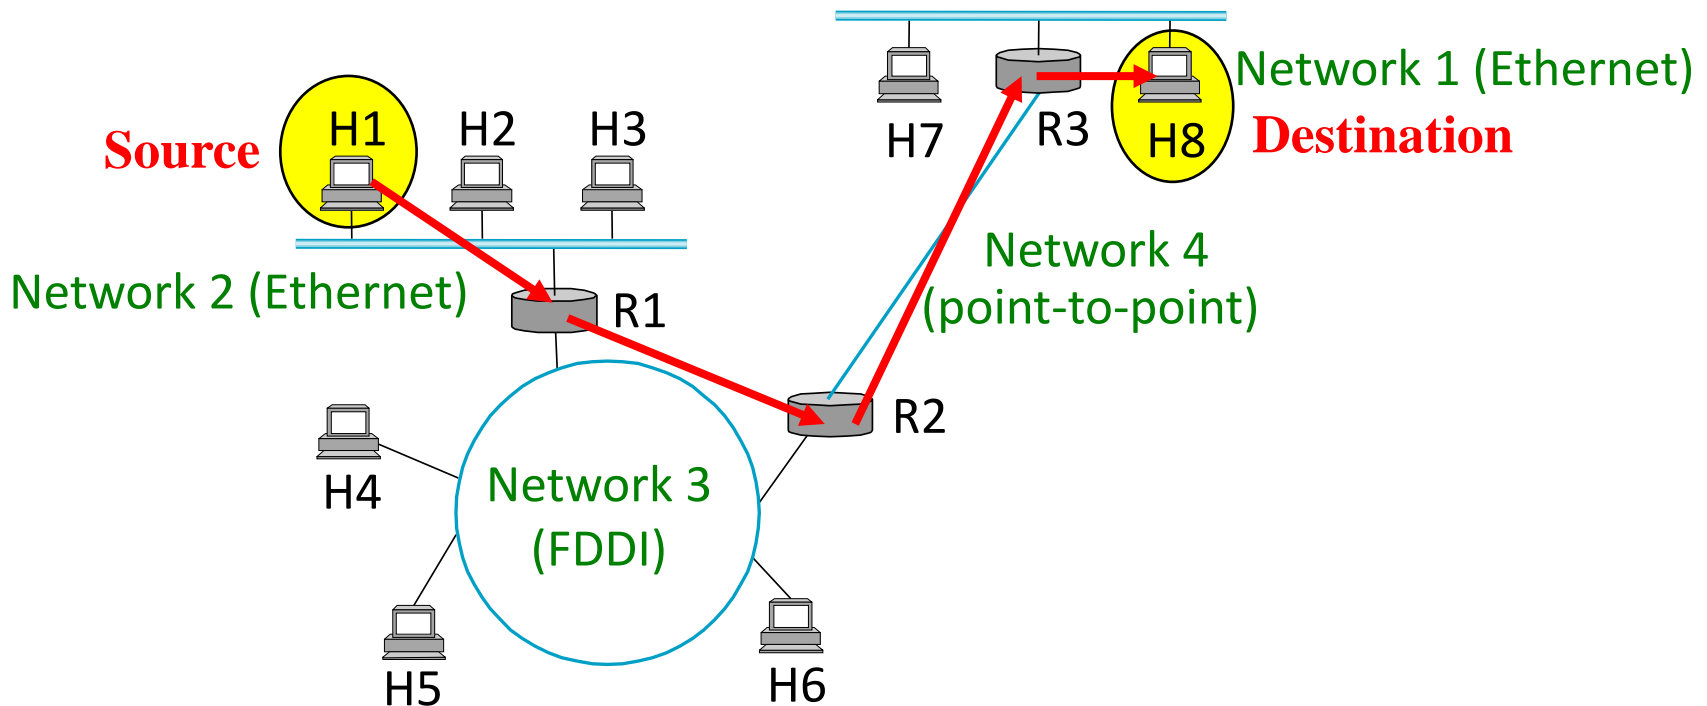 Source
H1
H2
H3
H7
R3
H8
Network 1 (Ethernet)
Destination
Network 2 (Ethernet)
R1
Network 4
(point-to-point)
R2
H4
Network 3
(FDDI)
H5
H6